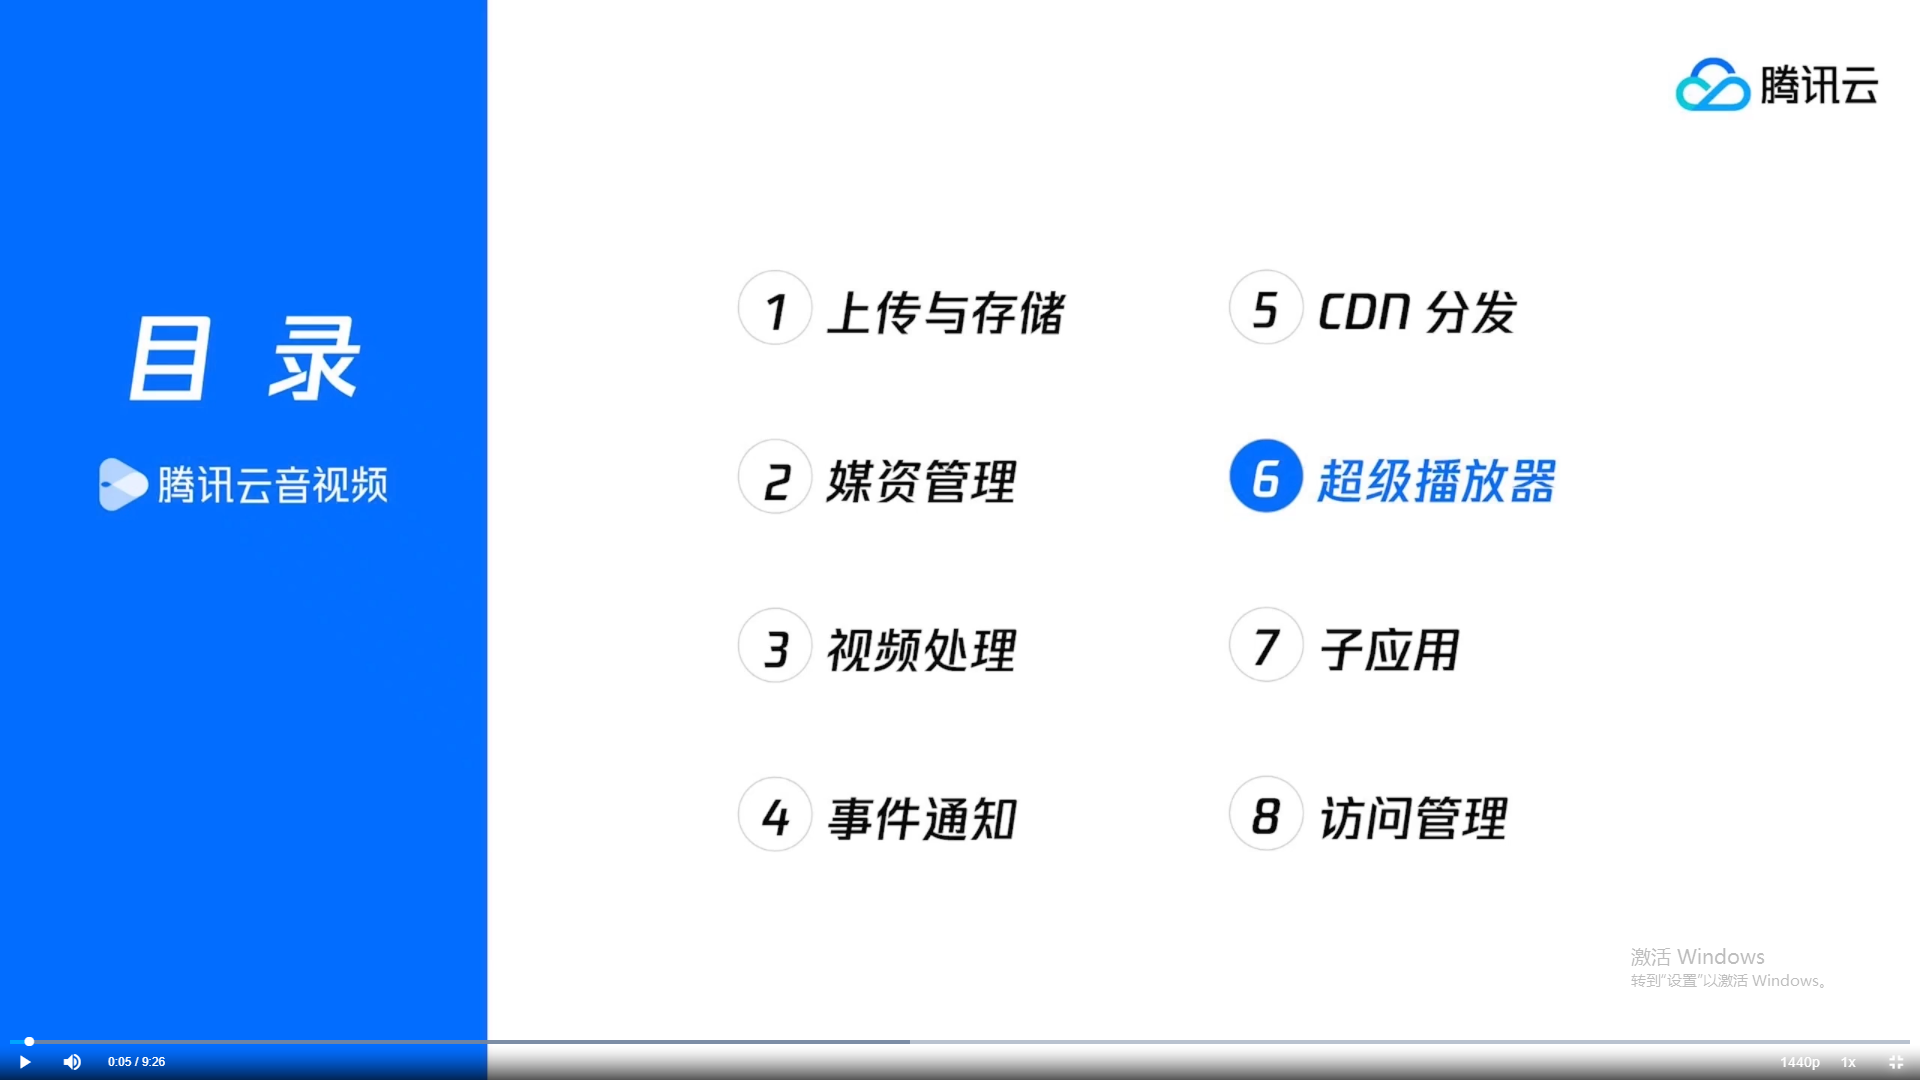 腾讯云
目 录
腾讯云音视频
1 上传与存储
2 媒资管理
3 视频处理
4 事件通知
5 CDN 分发
6 超级播放器
7 子应用
8 访问管理
激活 Windows
转到“设置”以激活 Windows。
0:05 / 9:26
1440p 1x